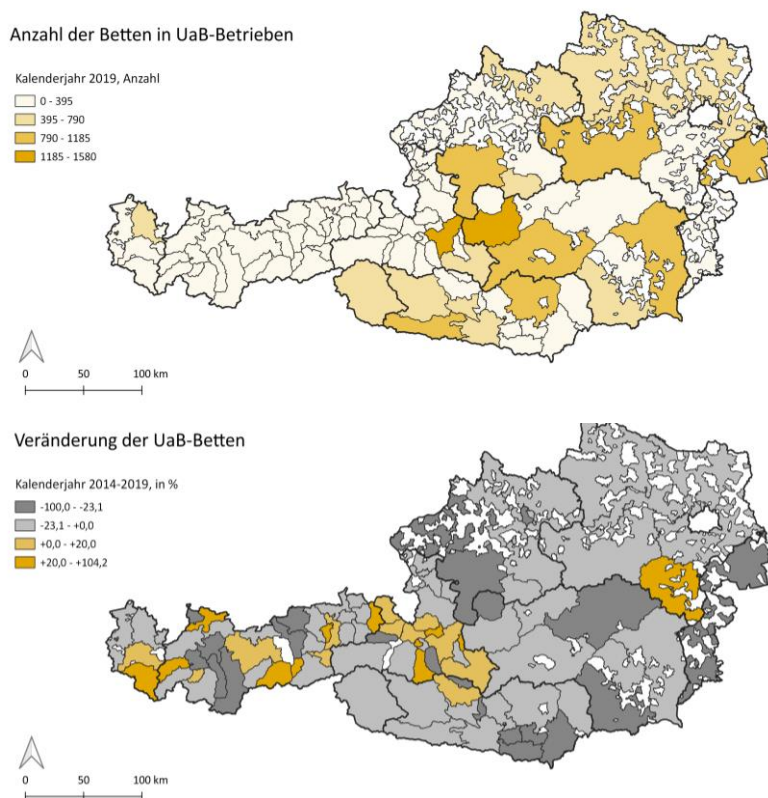 Anzahl der Betten in UaB-Betrieben
Kalenderjahr 2019, Anzahl
0 - 395
395 - 790
790 - 1185
1185 - 1580
0 50 100 km
Veränderung der UaB-Betten
Kalenderjahr 2014-2019, in %
-100,0 - -23,1
-23,1 - +0,0
+0,0 - +20,0
+20,0 - +104,2
0 50 100 km